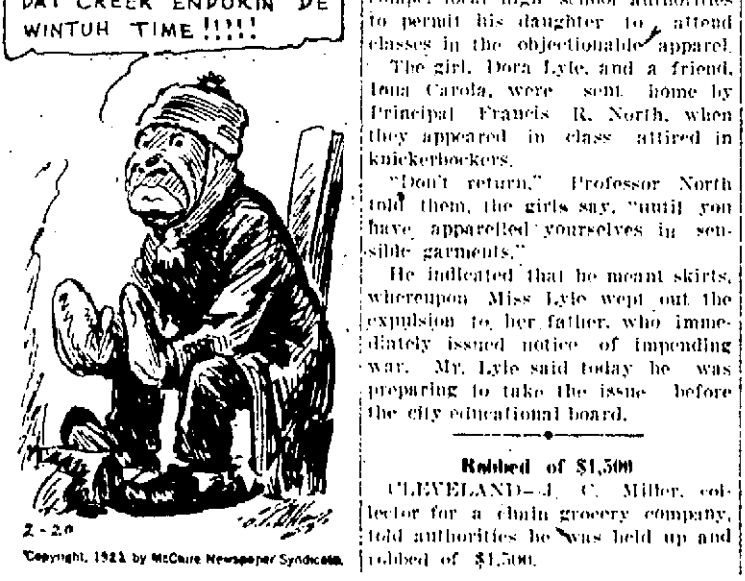 DAT CREEK ENDURIN DE
WINTUH TIME !!!!!
2-20
Copyright, 1922 by McClure Newspaper Syndicate.
local high school authorities
to permit his daughter to attend
classes in the objectionable apparel.
The girl, Dora Lyle, and a friend,
Iona Carola, were sent home by
Principal Francis R. North, when
they appeared in class attired in
knickerbockers.
"Don't return," Professor North
told them, the girls say, "until you
have apparelled yourselves in sen-
sible garments."
He indicated that he meant skirts,
whereupon Miss Lyle wept out the
expulsion to her father, who imme-
diately issued notice of impending
war. Mr. Lyle said today he was
preparing to take the issue before
the city educational board.
Robbed of $1,500
CLEVELAND—J. C. Miller, col-
lector for a chain grocery company,
told authorities he was held up and
robbed of $1,500.